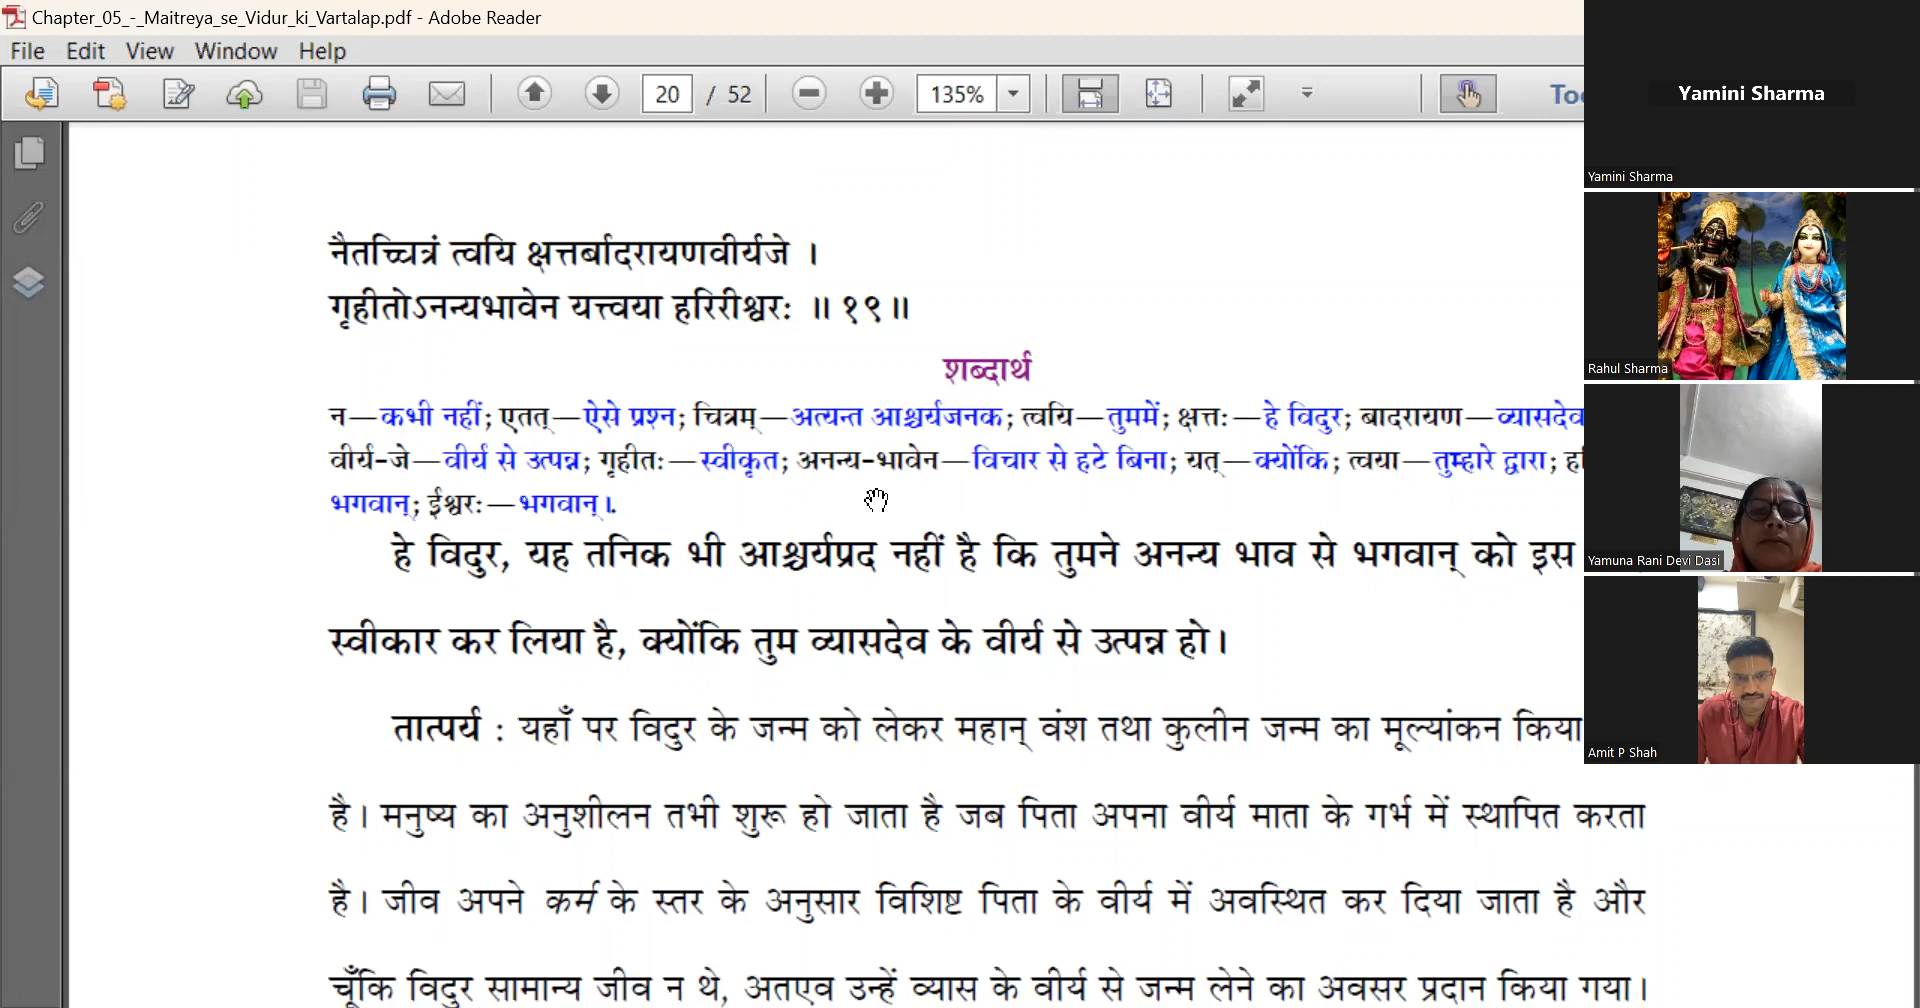 Chapter_05_-_Maitreya_se_Vidur_ki_Vartalap.pdf - Adobe Reader
File Edit View Window Help
20 / 52 135%
नैतच्चित्रं त्वयि क्षत्तर्बादरायणवीर्यजे ।
गृहीतोऽनन्यभावेन यत्त्वया हरिरीश्वरः ॥ १९॥
शब्दार्थ
न—कभी नहीं; एतत्—ऐसे प्रश्न; चित्रम्—अत्यन्त आश्चर्यजनक; त्वयि—तुममें; क्षत्तः—हे विदुर; बादरायण—व्यासदेव
वीर्य-जे—वीर्य से उत्पन्न; गृहीतः—स्वीकृत; अनन्य-भावेन—विचार से हटे बिना; यत्—क्योंकि; त्वया—तुम्हारे द्वारा;
भगवान्; ईश्वरः—भगवान्।.
हे विदुर, यह तनिक भी आश्चर्यप्रद नहीं है कि तुमने अनन्य भाव से भगवान् को इस
स्वीकार कर लिया है, क्योंकि तुम व्यासदेव के वीर्य से उत्पन्न हो।
तात्पर्य : यहाँ पर विदुर के जन्म को लेकर महान् वंश तथा कुलीन जन्म का मूल्यांकन किया
है। मनुष्य का अनुशीलन तभी शुरू हो जाता है जब पिता अपना वीर्य माता के गर्भ में स्थापित करता
है। जीव अपने कर्म के स्तर के अनुसार विशिष्ट पिता के वीर्य में अवस्थित कर दिया जाता है और
चूँकि विदुर सामान्य जीव न थे, अतएव उन्हें व्यास के वीर्य से जन्म लेने का अवसर प्रदान किया गया।
Yamini Sharma
Yamini Sharma
Rahul Sharma
Yamuna Rani Devi Dasi
Amit P Shah